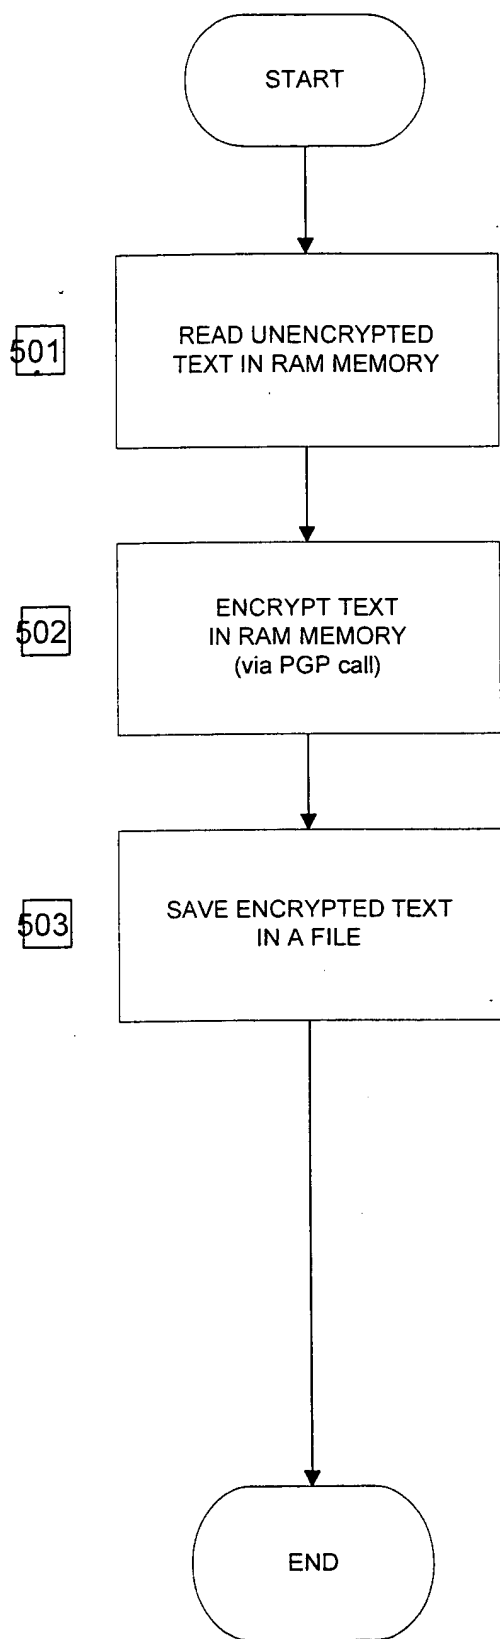 START
501
READ UNENCRYPTED
TEXT IN RAM MEMORY
502
ENCRYPT TEXT
IN RAM MEMORY
(via PGP call)
503
SAVE ENCRYPTED TEXT
IN A FILE
END